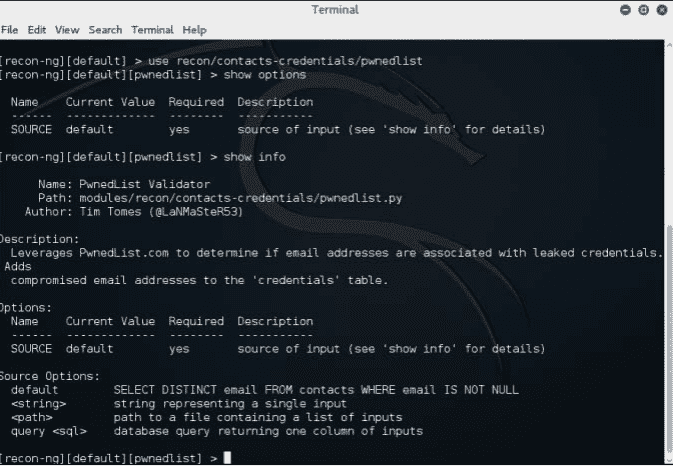 Terminal
File Edit View Search Terminal Help
[recon-ng][default] > use recon/contacts-credentials/pwnedlist
[recon-ng][default][pwnedlist] > show options
Name Current Value Required Description
---- ------------- -------- -----------
SOURCE default yes source of input (see 'show info' for details)
[recon-ng][default][pwnedlist] > show info
Name: PwnedList Validator
Path: modules/recon/contacts-credentials/pwnedlist.py
Author: Tim Tomes (@LaNMaSteR53)
Description:
Leverages PwnedList.com to determine if email addresses are associated with leaked credentials.
Adds
compromised email addresses to the 'credentials' table.
Options:
Name Current Value Required Description
---- ------------- -------- -----------
SOURCE default yes source of input (see 'show info' for details)
Source Options:
default SELECT DISTINCT email FROM contacts WHERE email IS NOT NULL
<string> string representing a single input
<path> path to a file containing a list of inputs
query <sql> database query returning one column of inputs
[recon-ng][default][pwnedlist] >